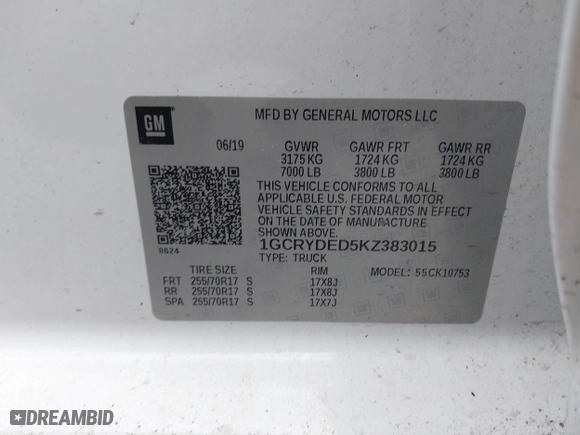 GM
MFD BY GENERAL MOTORS LLC
06/19 GVWR GAWR FRT GAWR RR
3175 KG 1724 KG 1724 KG
7000 LB 3800 LB 3800 LB
THIS VEHICLE CONFORMS TO ALL
APPLICABLE U.S. FEDERAL MOTOR
VEHICLE SAFETY STANDARDS IN EFFECT
ON THE DATE OF MANUFACTURE
SHOWN ABOVE.
8624
1GCRYDED5KZ383015
TYPE: TRUCK MODEL: 55CK10753
TIRE SIZE RIM
FRT 255/70R17 S 17X8J
RR 255/70R17 S 17X8J
SPA 255/70R17 S 17X7J
DREAMBID